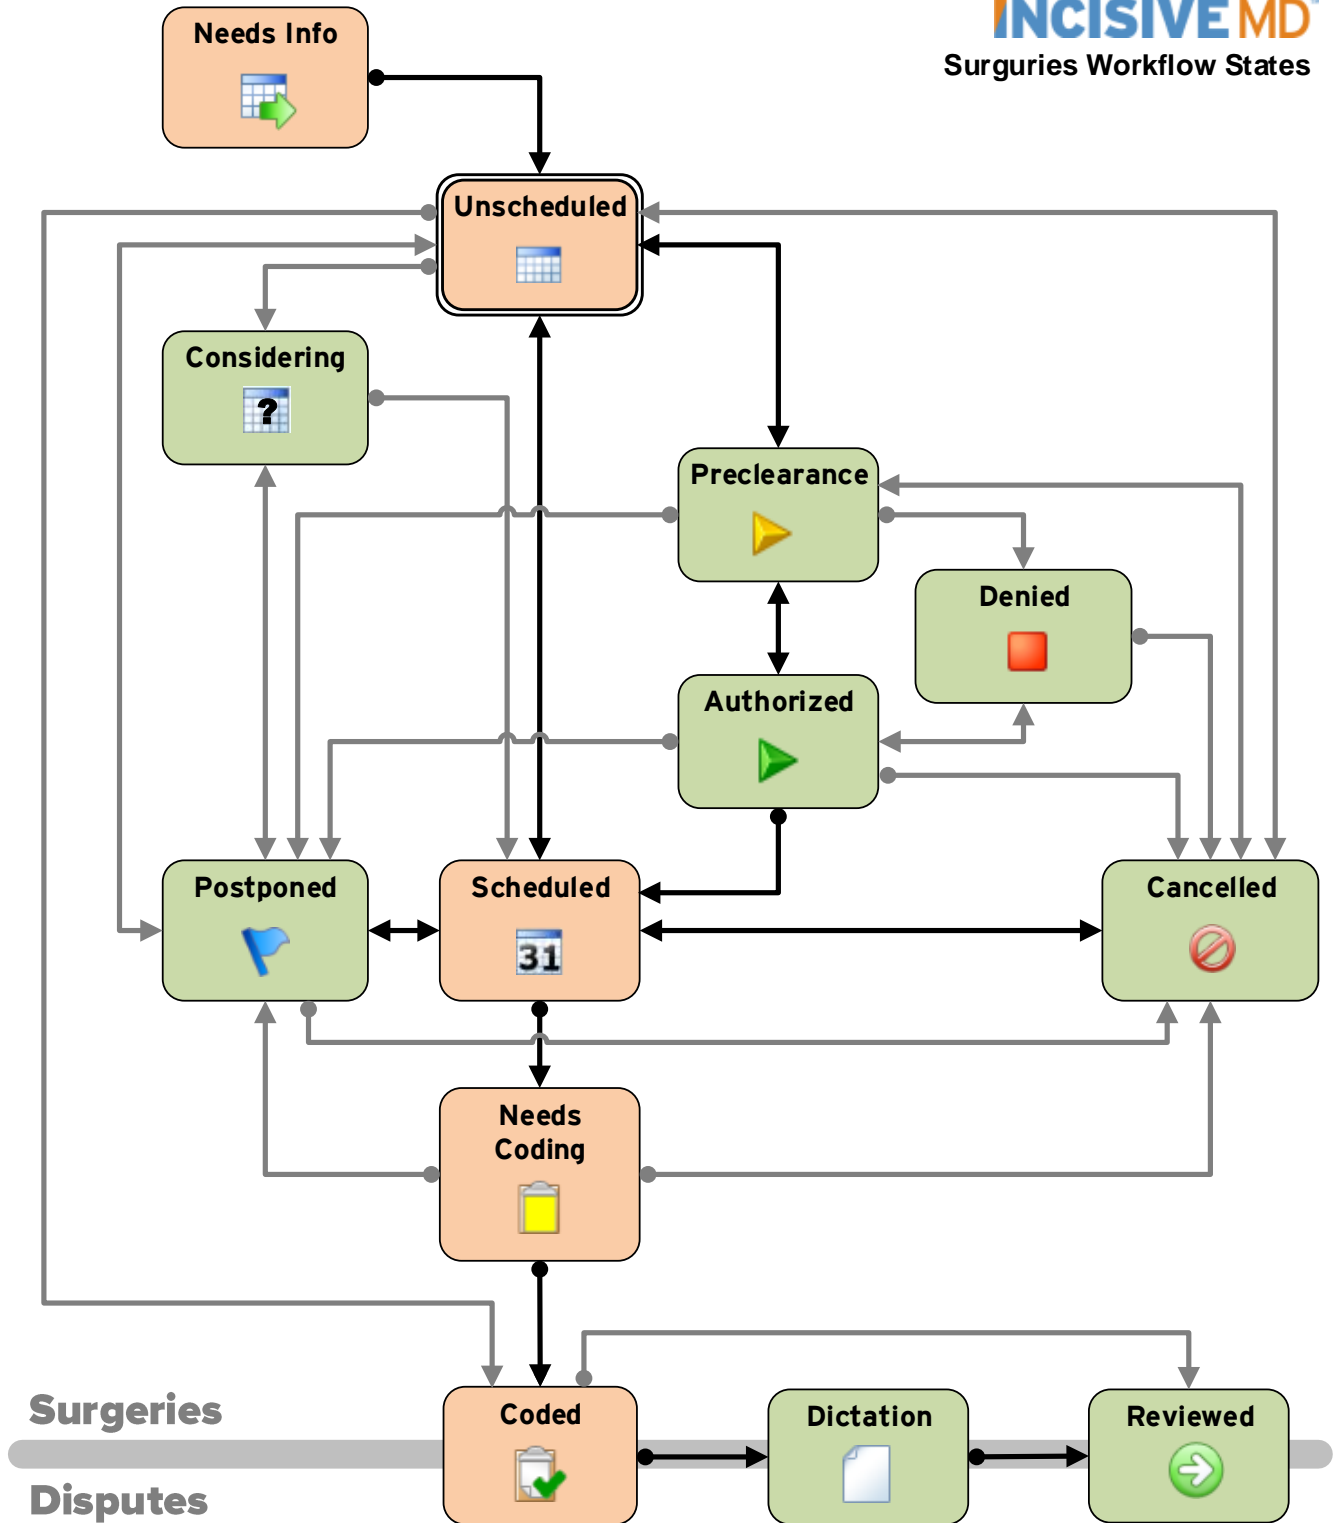 INCISIVE MD
Surguries Workflow States
Needs Info
Unscheduled
Considering
?
Preclearance
Denied
Authorized
Postponed
Scheduled
31
Cancelled
Needs
Coding
Surgeries
Coded
Dictation
Reviewed
Disputes